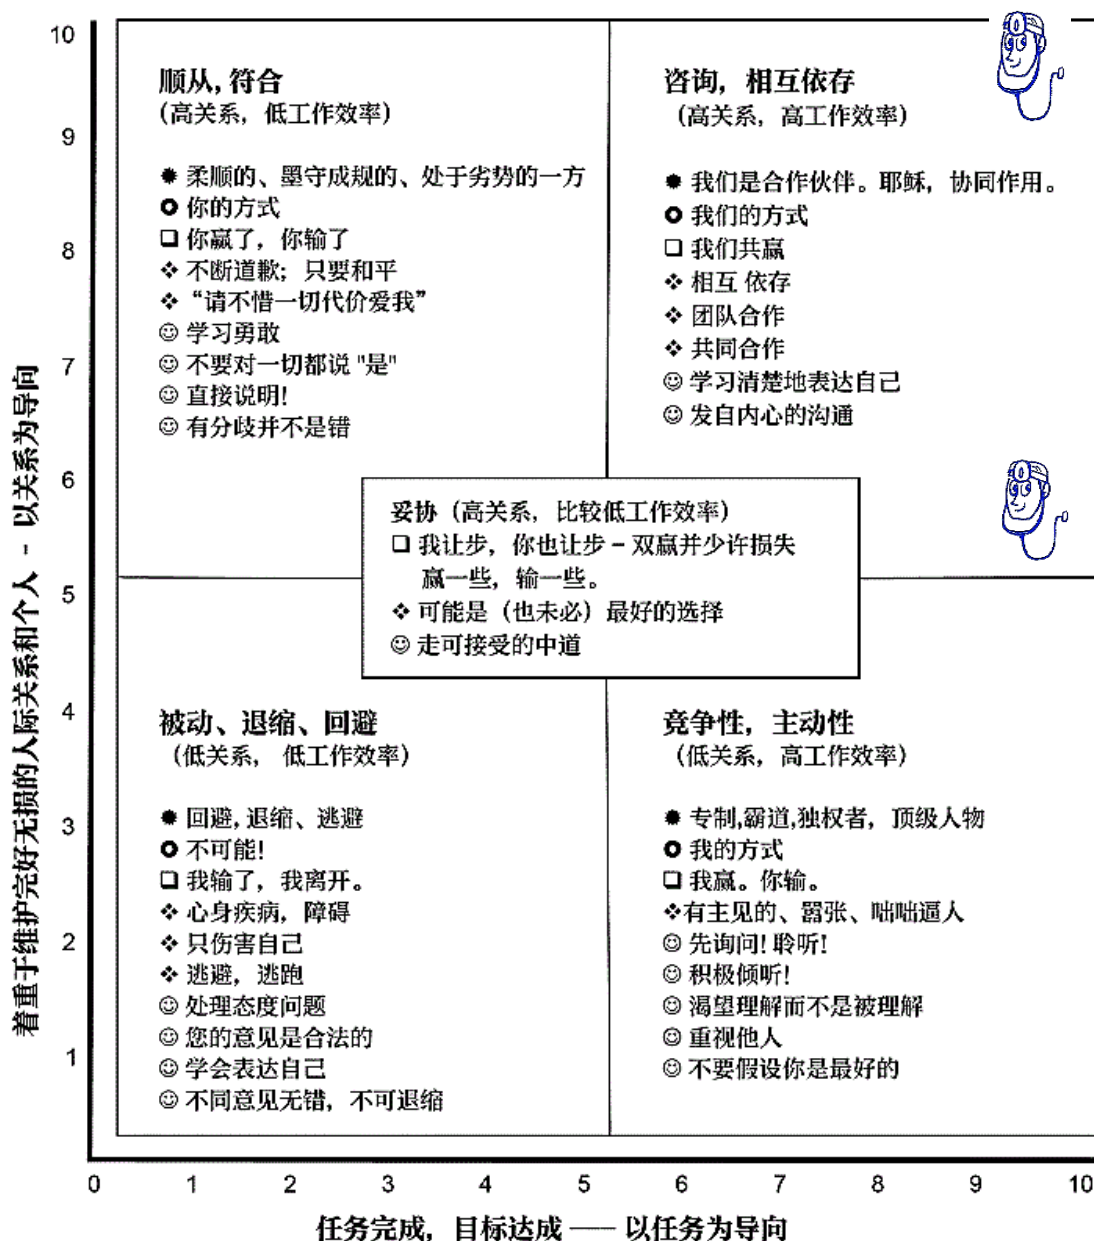 10
9
8
7
6
5
4
3
2
1
着重于维护完好无损的人际关系和个人 - 以关系为导向
顺从, 符合
(高关系，低工作效率)
✹ 柔顺的、墨守成规的、处于劣势的一方
✪ 你的方式
❑ 你赢了，你输了
❖ 不断道歉；只要和平
❖ “请不惜一切代价爱我”
☺ 学习勇敢
☺ 不要对一切都说 "是"
☺ 直接说明!
☺ 有分歧并不是错
咨询，相互依存
(高关系，高工作效率)
✹ 我们是合作伙伴。耶稣，协同作用。
✪ 我们的方式
❑ 我们共赢
❖ 相互 依存
❖ 团队合作
❖ 共同合作
☺ 学习清楚地表达自己
☺ 发自内心的沟通
妥协（高关系，比较低工作效率）
❑ 我让步，你也让步 – 双赢并少许损失
赢一些，输一些。
❖ 可能是（也未必）最好的选择
☺ 走可接受的中道
被动、退缩、回避
(低关系， 低工作效率)
✹ 回避, 退缩、逃避
✪ 不可能!
❑ 我输了，我离开。
❖ 心身疾病，障碍
❖ 只伤害自己
❖ 逃避，逃跑
☺ 处理态度问题
☺ 您的意见是合法的
☺ 学会表达自己
☺ 不同意见无错，不可退缩
竞争性，主动性
(低关系，高工作效率)
✹ 专制,霸道,独权者，顶级人物
✪ 我的方式
❑ 我赢。你输。
❖有主见的、嚣张、咄咄逼人
☺ 先询问! 聆听!
☺ 积极倾听!
☺ 渴望理解而不是被理解
☺ 重视他人
☺ 不要假设你是最好的
0 1 2 3 4 5 6 7 8 9 10
任务完成，目标达成 —— 以任务为导向